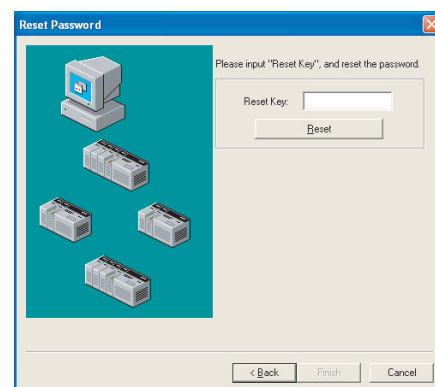 Reset Password
Please input "Reset Key", and reset the password.
Reset Key:
Reset
< Back
Finish
Cancel